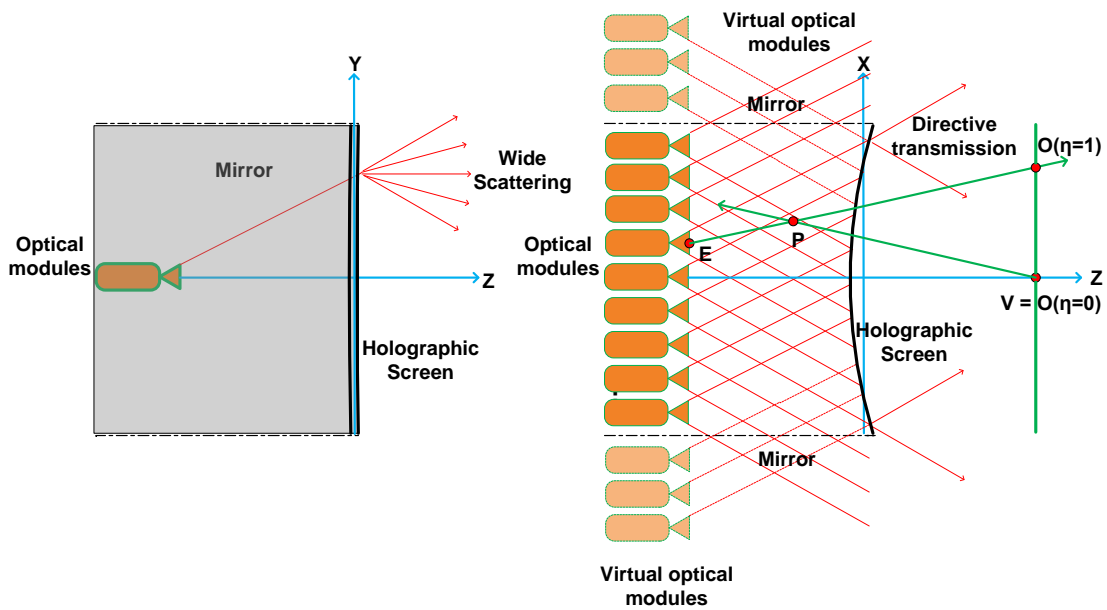 Y
Mirror
Wide
Scattering
Optical
modules
Z
Holographic
Screen
Virtual optical
modules
X
Mirror
Directive
transmission
O(η=1)
P
E
Optical
modules
Z
V = O(η=0)
Holographic
Screen
Mirror
Virtual optical
modules